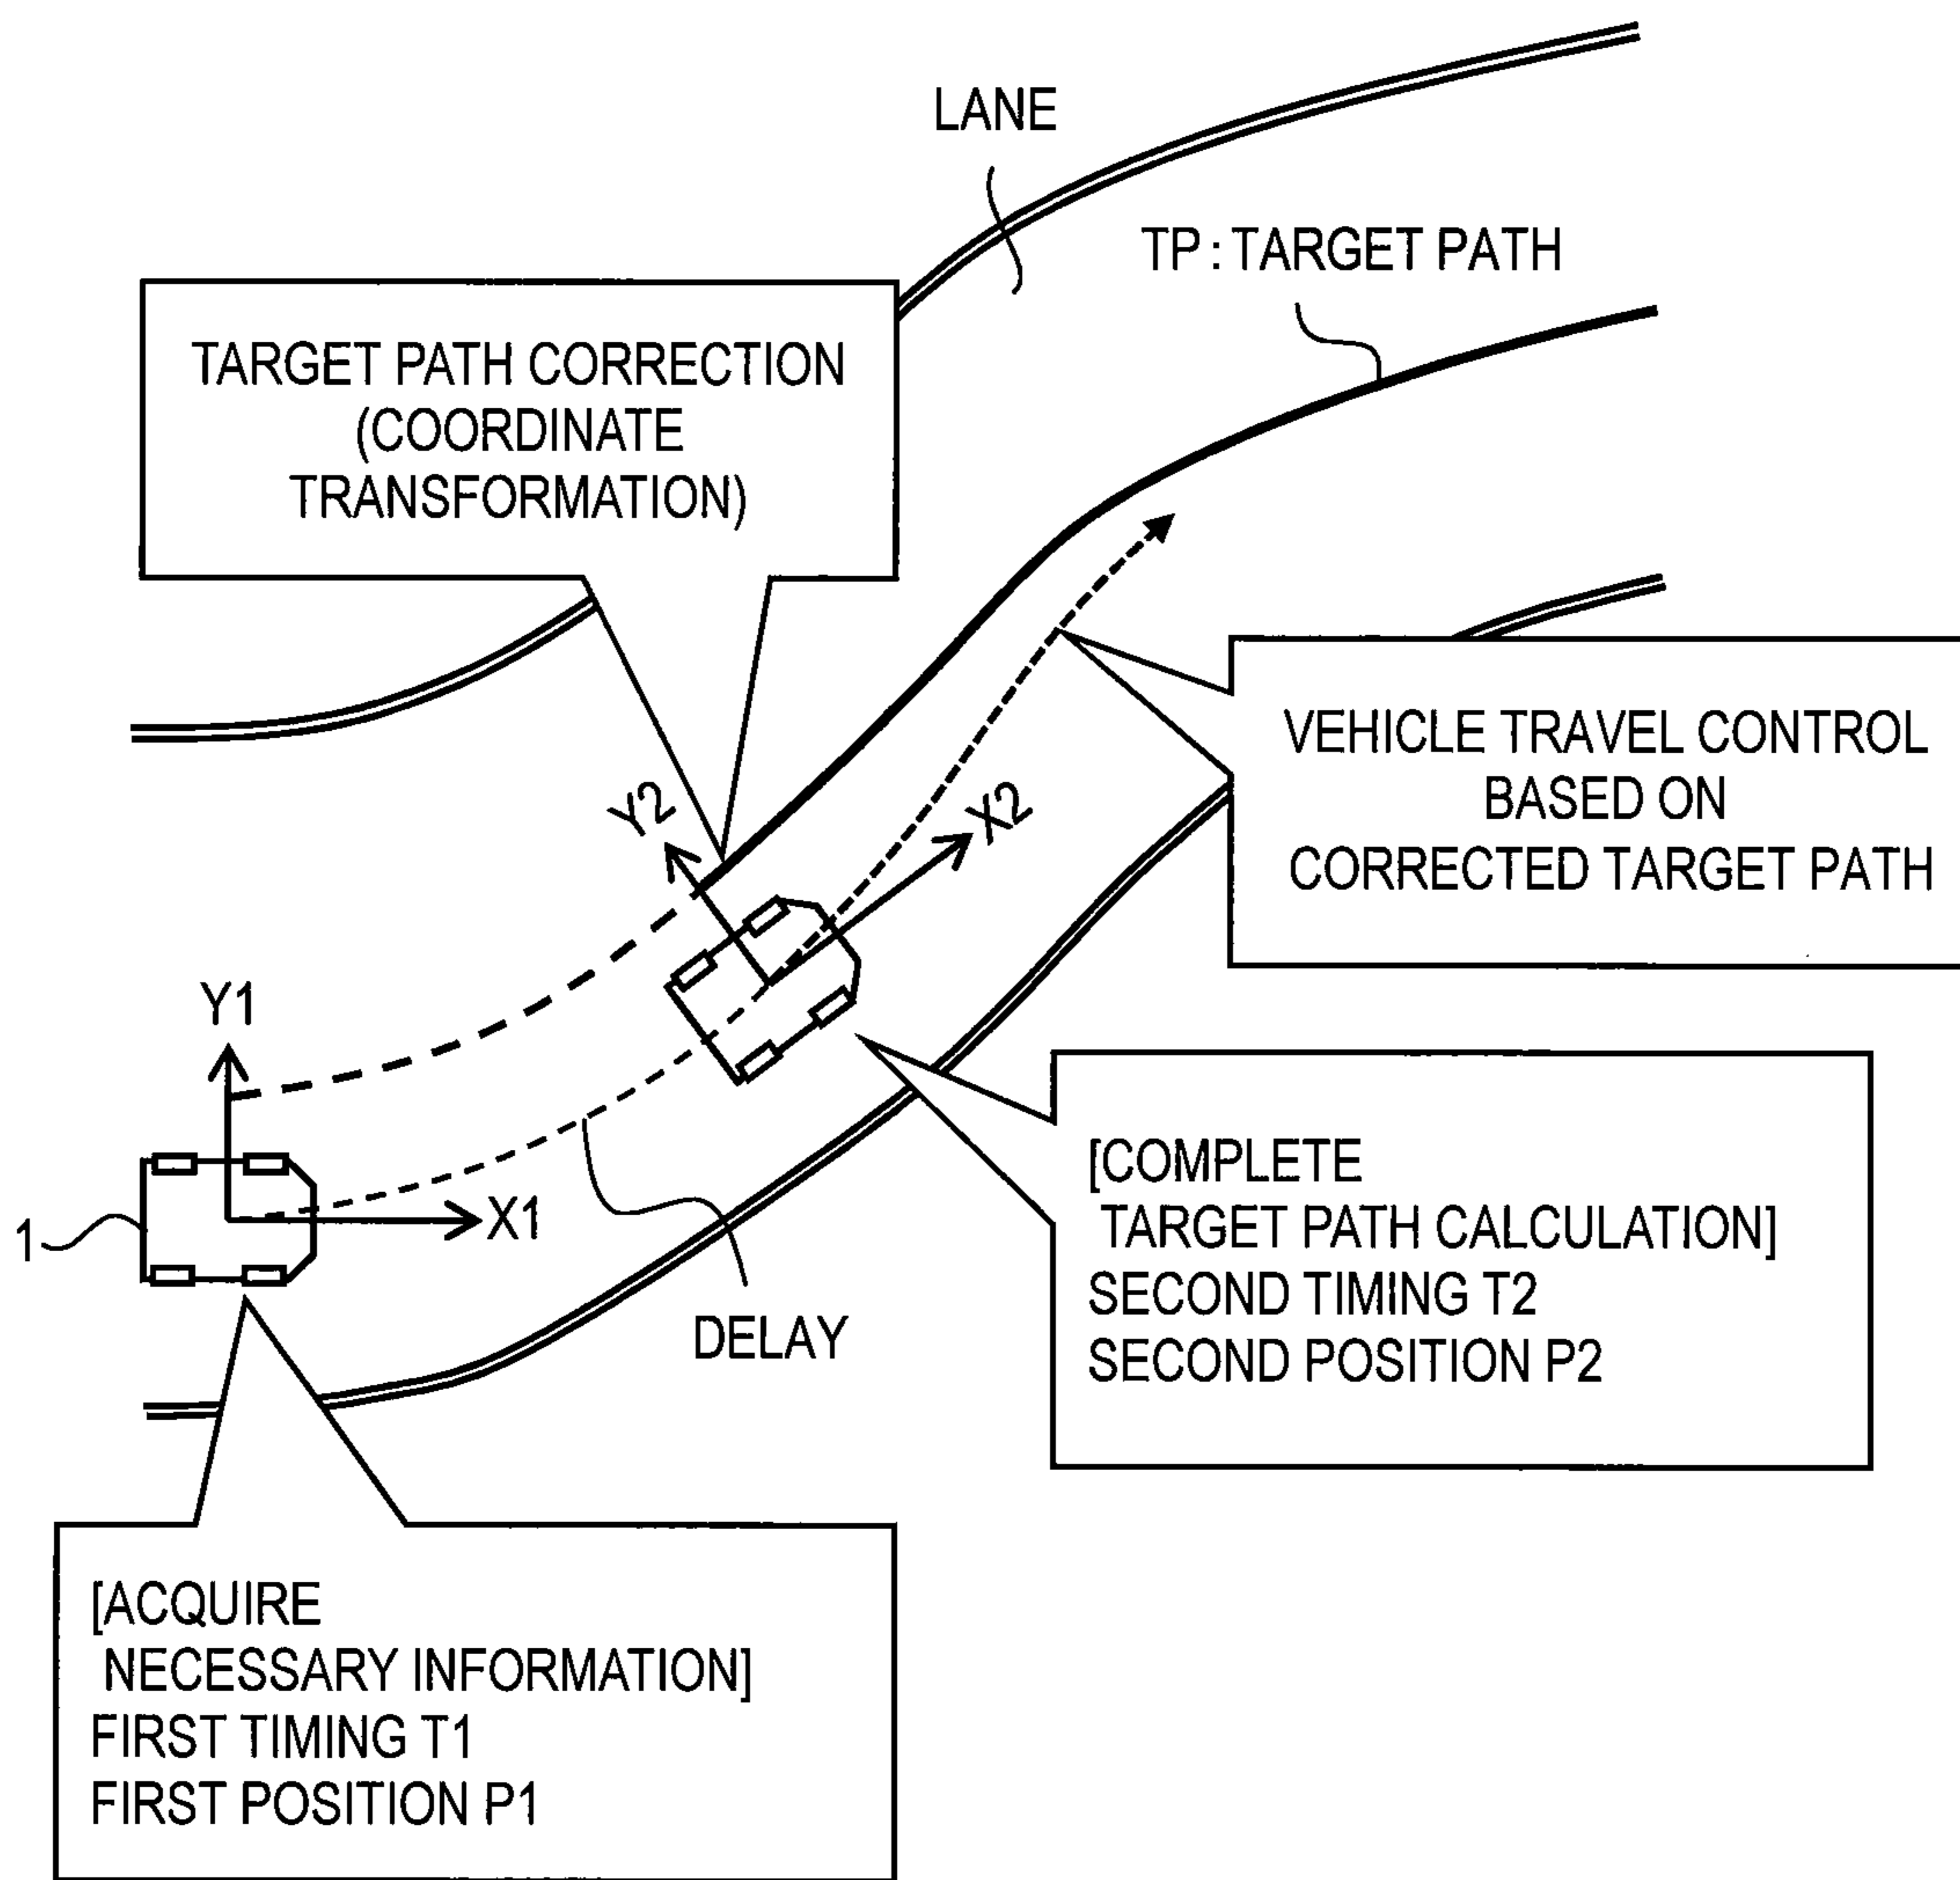 LANE
TP : TARGET PATH
TARGET PATH CORRECTION
(COORDINATE
TRANSFORMATION)
VEHICLE TRAVEL CONTROL
BASED ON
CORRECTED TARGET PATH
Y2
X2
Y1
X1
1
DELAY
[COMPLETE
TARGET PATH CALCULATION]
SECOND TIMING T2
SECOND POSITION P2
[ACQUIRE
NECESSARY INFORMATION]
FIRST TIMING T1
FIRST POSITION P1